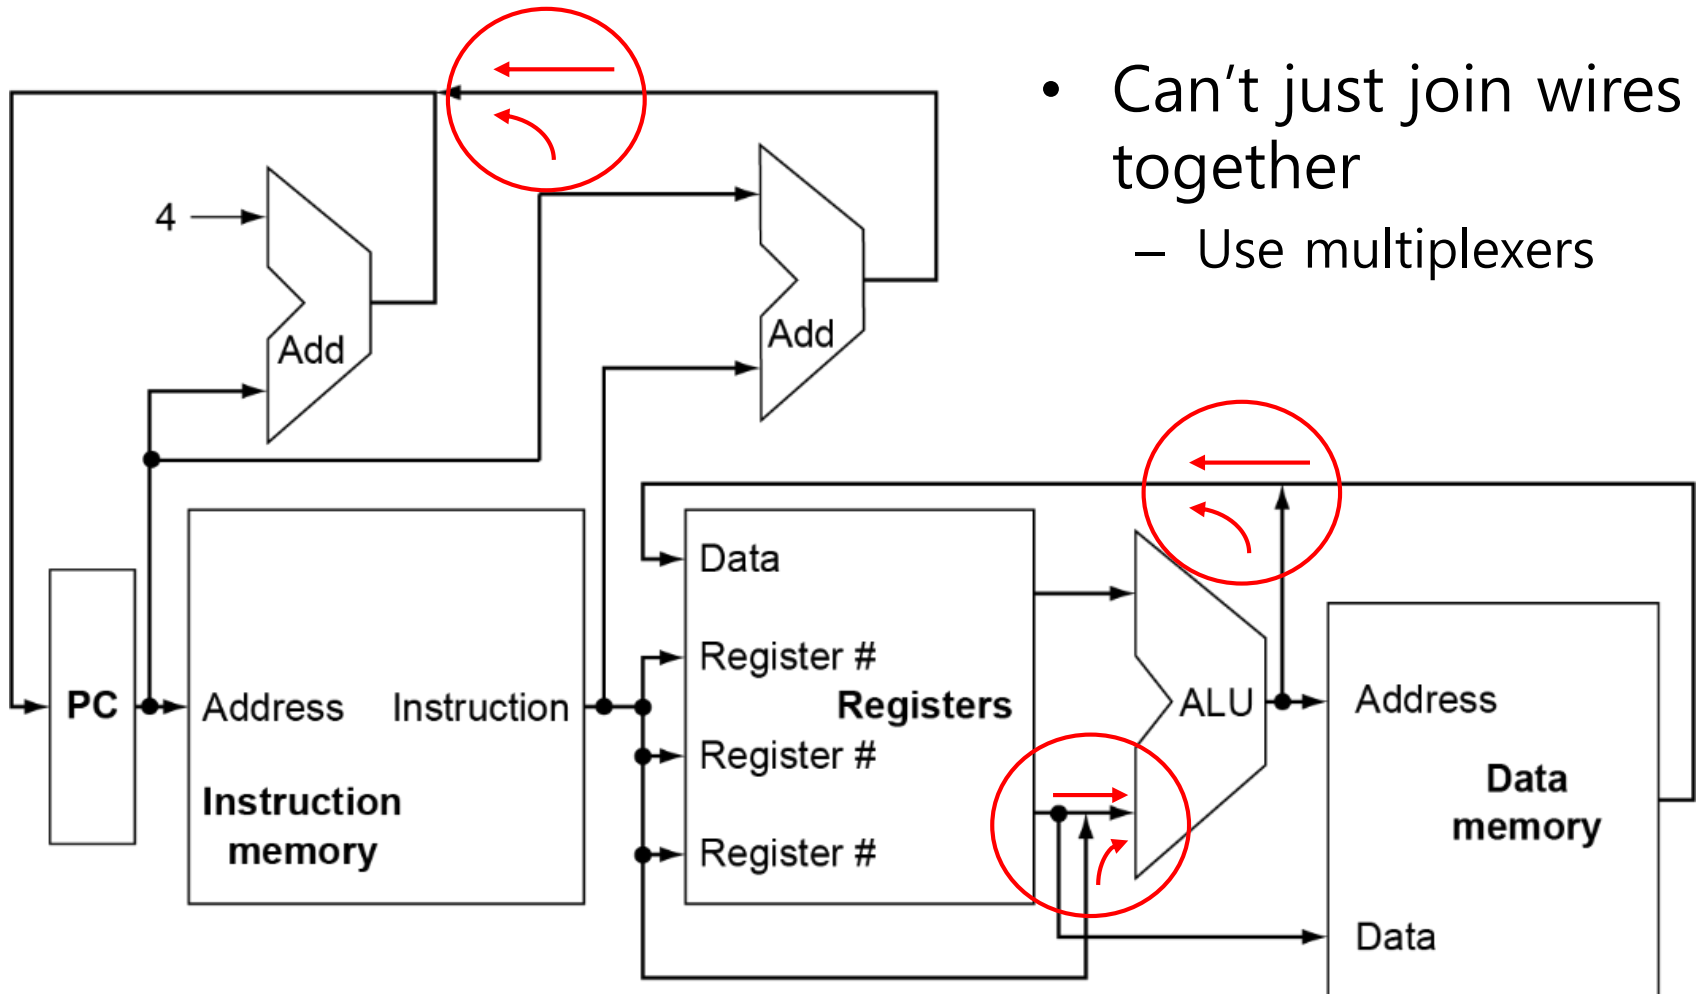 • Can't just join wires
together
– Use multiplexers
4
Add
Add
PC
Address Instruction
Instruction
memory
Data
Register #
Registers
Register #
Register #
ALU
Address
Data
memory
Data